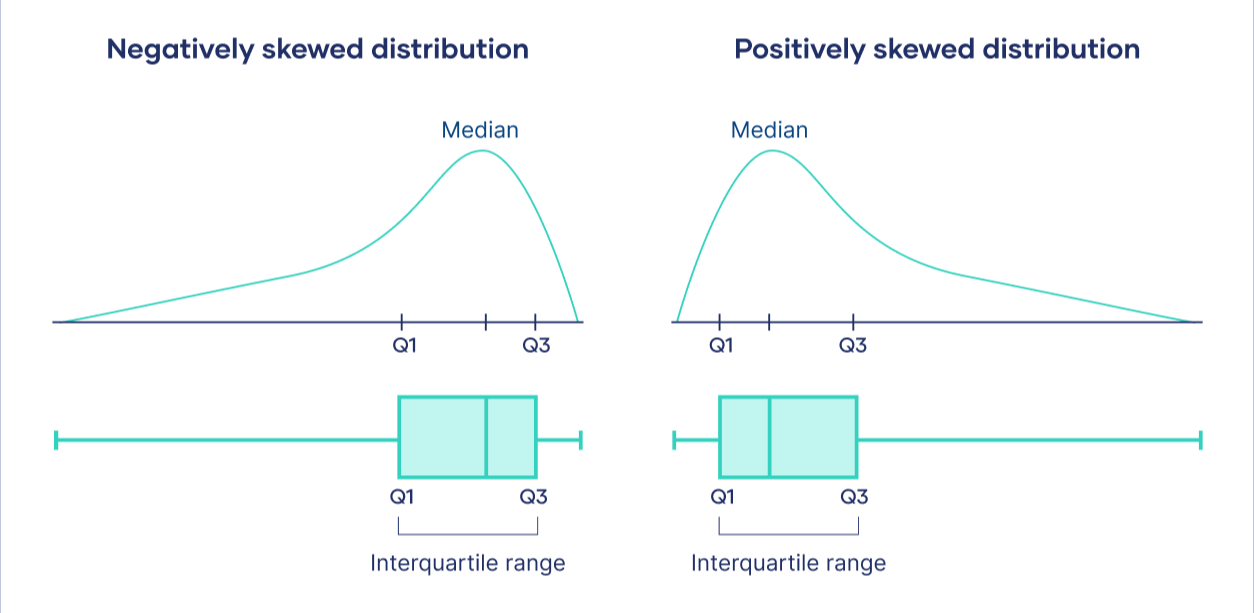 Negatively skewed distribution
Median
Q1 Q3
Q1 Q3
Interquartile range
Positively skewed distribution
Median
Q1 Q3
Q1 Q3
Interquartile range